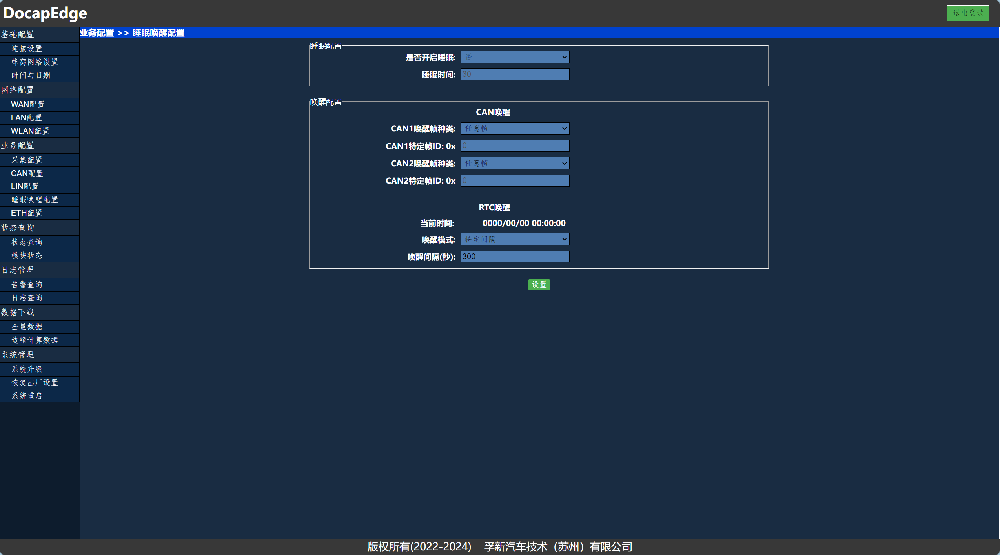 DocapEdge
退出登录
基础配置
连接设置
蜂窝网络设置
时间与日期
网络配置
WAN配置
LAN配置
WLAN配置
业务配置
采集配置
CAN配置
LIN配置
睡眠唤醒配置
ETH配置
状态查询
状态查询
模块状态
日志管理
告警查询
日志查询
数据下载
全量数据
边缘计算数据
系统管理
系统升级
恢复出厂设置
系统重启
业务配置 >> 睡眠唤醒配置
睡眠配置
是否开启睡眠: 否
睡眠时间: 30
唤醒配置
CAN唤醒
CAN1唤醒帧种类: 任意帧
CAN1特定帧ID: 0x 0
CAN2唤醒帧种类: 任意帧
CAN2特定帧ID: 0x 0
RTC唤醒
当前时间: 0000/00/00 00:00:00
唤醒模式: 特定间隔
唤醒间隔(秒): 300
设置
版权所有(2022-2024) 孚新汽车技术（苏州）有限公司